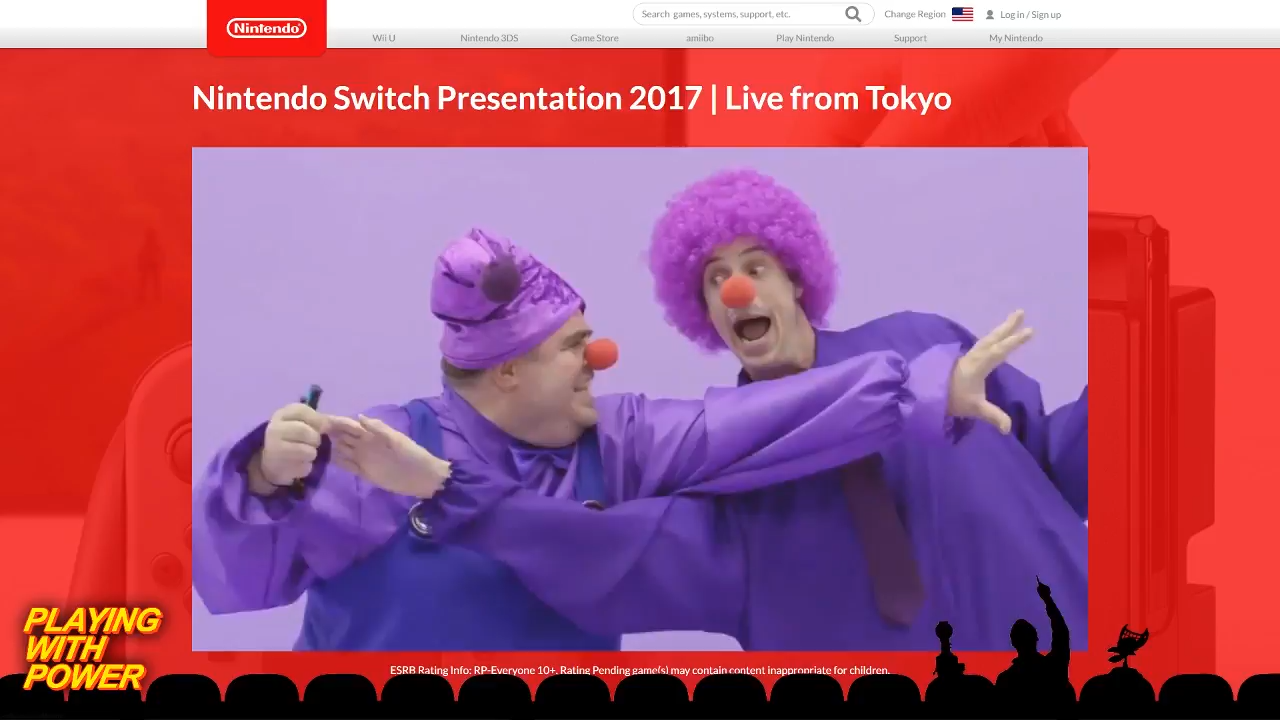 Nintendo
Search games, systems, support, etc.
Change Region
Log in / Sign up
Wii U
Nintendo 3DS
Game Store
amiibo
Play Nintendo
Support
My Nintendo
Nintendo Switch Presentation 2017 | Live from Tokyo
ESRB Rating Info: RP-Everyone 10+. Rating Pending game(s) may contain content inappropriate for children.
PLAYING
WITH
POWER